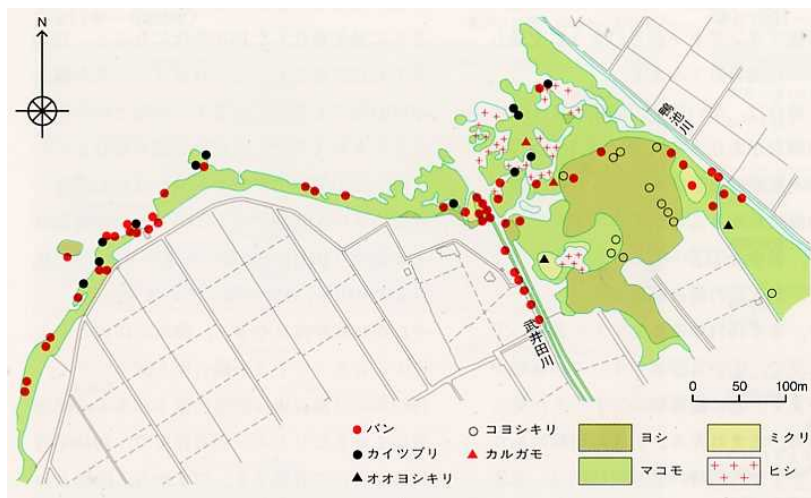 N
鴨池川
武井田川
0 50 100m
バン
カイツブリ
オオヨシキリ
コヨシキリ
カルガモ
ヨシ
マコモ
ミクリ
ヒシ